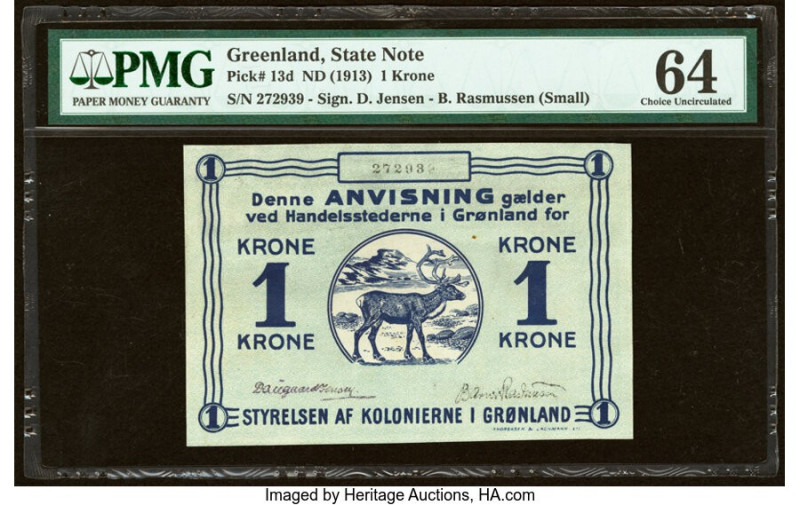 PMG
PAPER MONEY GUARANTY
Greenland, State Note
Pick# 13d ND (1913) 1 Krone
S/N 272939 - Sign. D. Jensen - B. Rasmussen (Small)
64
Choice Uncirculated
1 1
272939
Denne ANVISNING gælder
ved Handelsstederne i Grønland for
KRONE KRONE
1 1
KRONE KRONE
1 STYRELSEN AF KOLONIERNE I GRØNLAND 1
Imaged by Heritage Auctions, HA.com